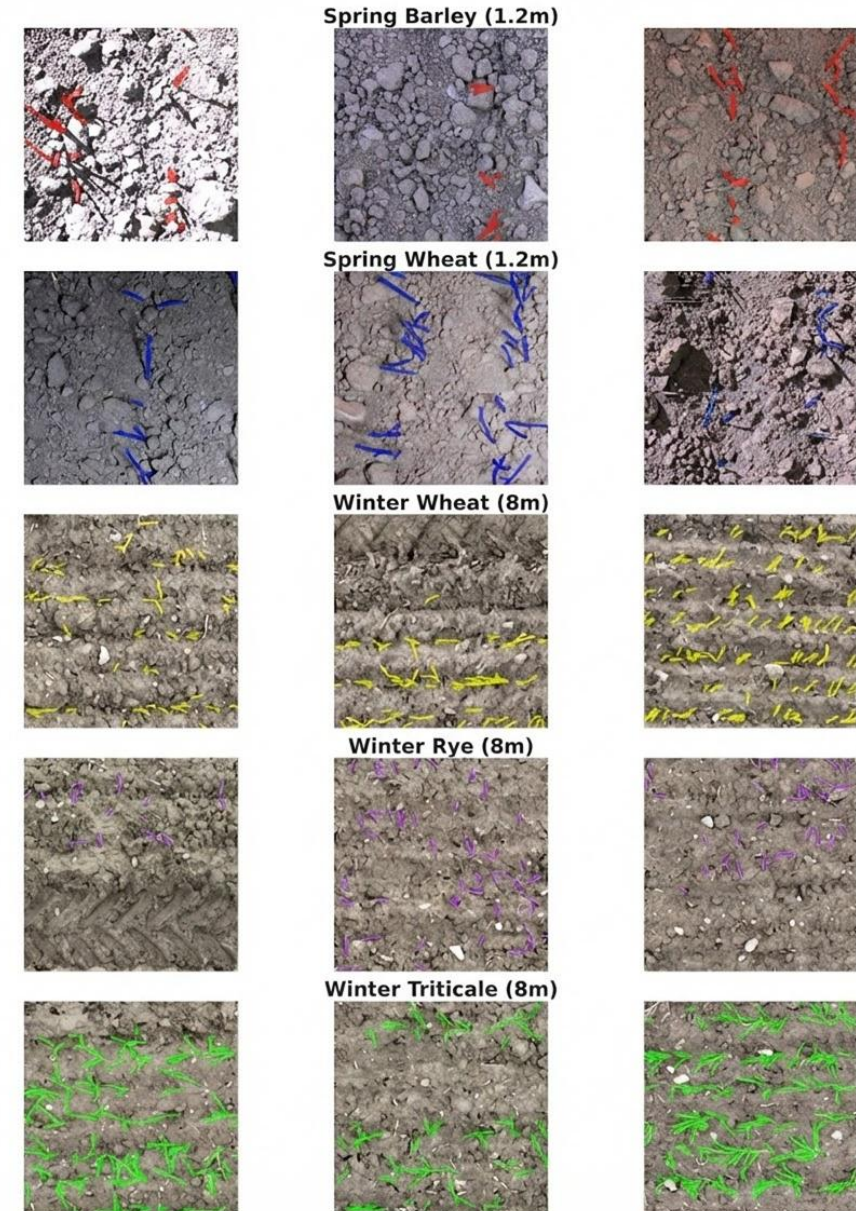 Spring Barley (1.2m)
Spring Wheat (1.2m)
Winter Wheat (8m)
Winter Rye (8m)
Winter Triticale (8m)